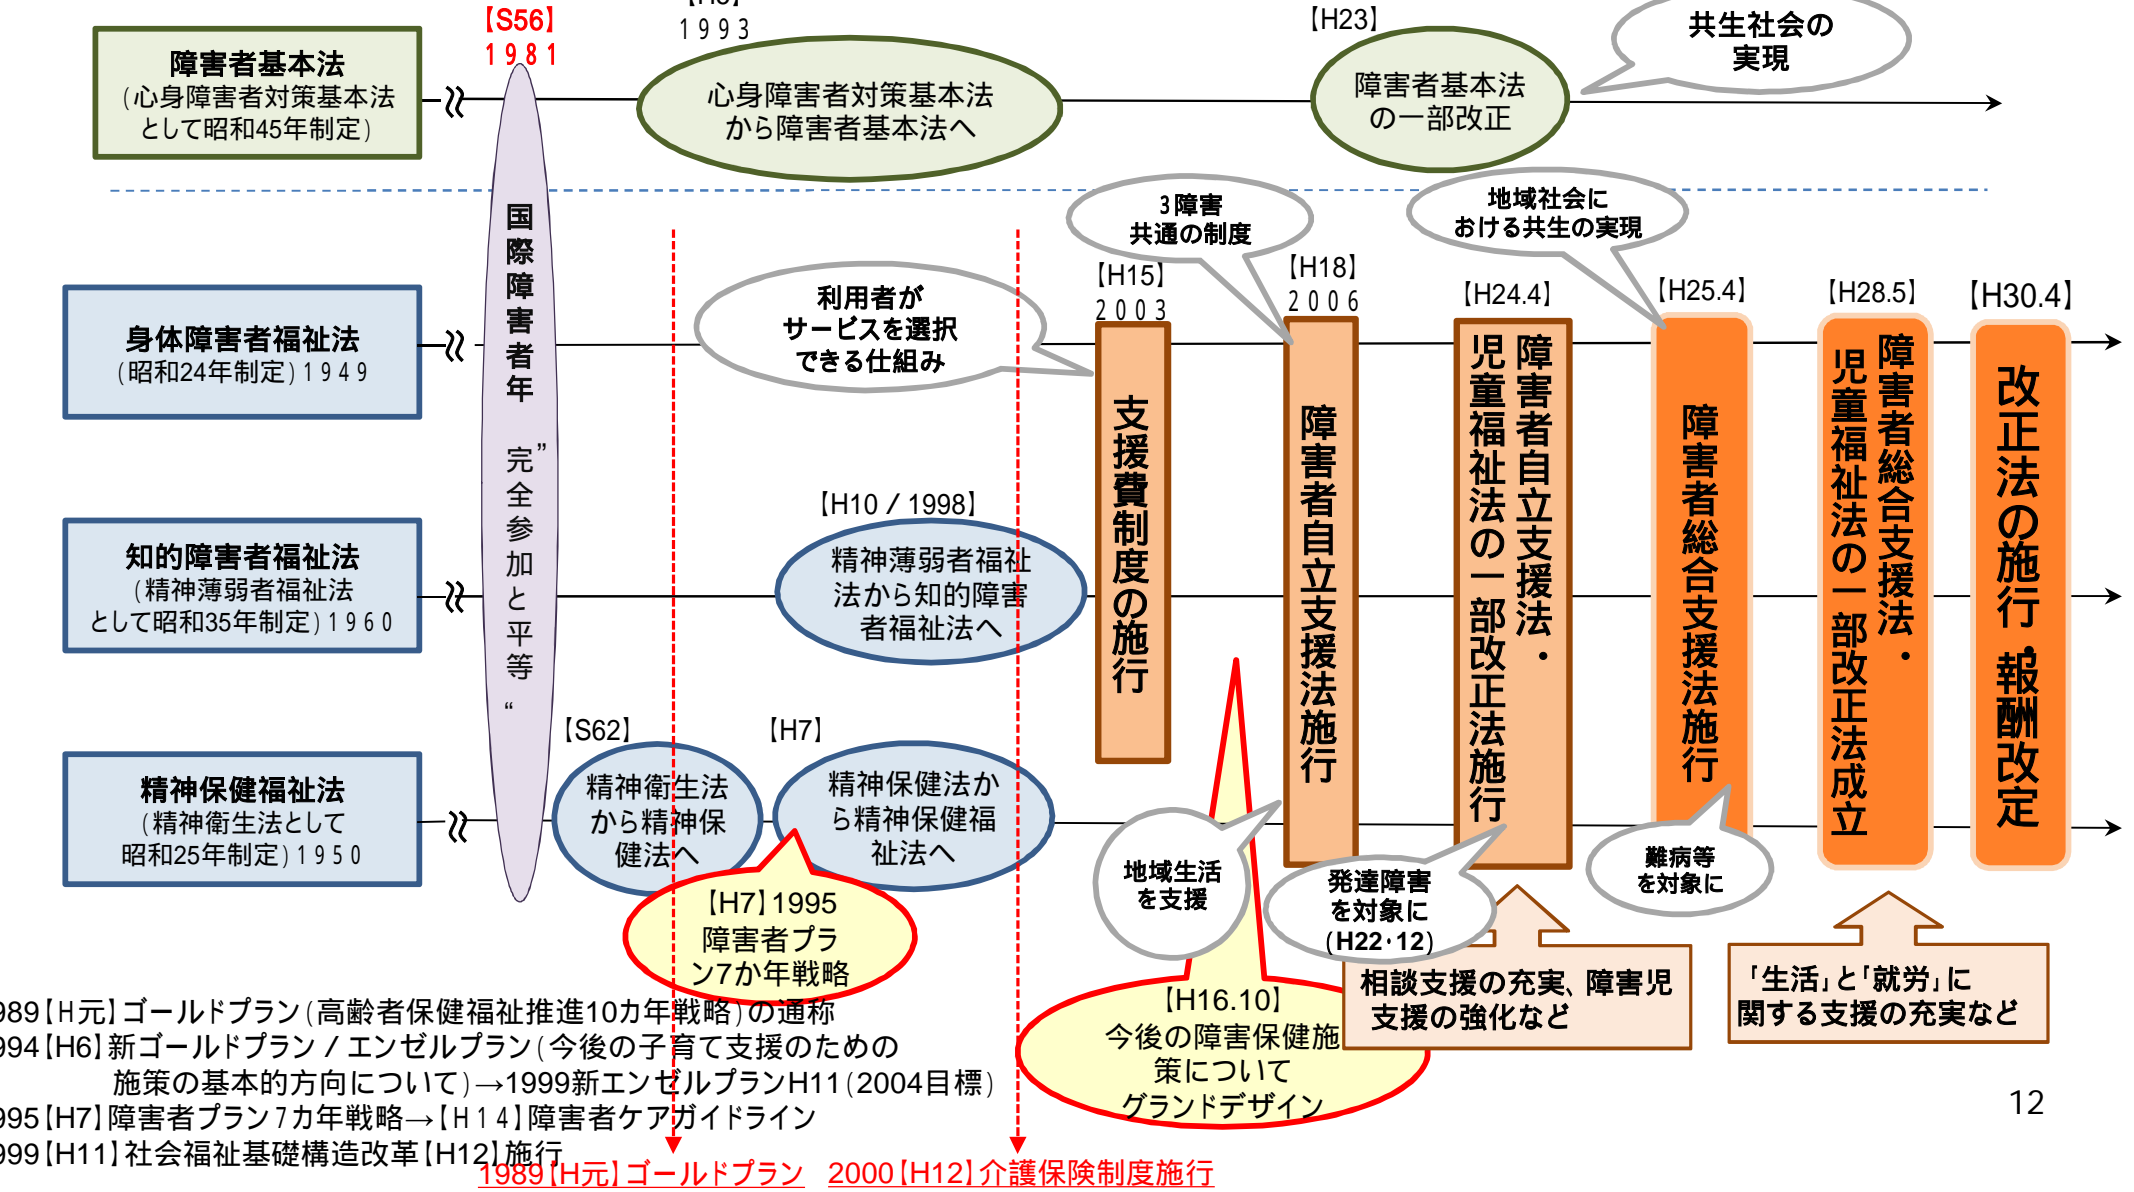 【S56】
1981
1993
【H23】
共生社会の
実現
障害者基本法
(心身障害者対策基本法
として昭和45年制定)
心身障害者対策基本法
から障害者基本法へ
障害者基本法
の一部改正
国際障害者年 ”完全参加と平等“
3障害
共通の制度
地域社会に
おける共生の実現
利用者が
サービスを選択
できる仕組み
【H15】
2003
【H18】
2006
【H24.4】
【H25.4】
【H28.5】
【H30.4】
身体障害者福祉法
(昭和24年制定)1949
支援費制度の施行
障害者自立支援法施行
障害者自立支援法・
児童福祉法の一部改正法施行
障害者総合支援法施行
障害者総合支援法・
児童福祉法の一部改正法成立
改正法の施行・報酬改定
【H10/1998】
知的障害者福祉法
(精神薄弱者福祉法
として昭和35年制定)1960
精神薄弱者福祉
法から知的障害
者福祉法へ
【S62】
【H7】
精神保健福祉法
(精神衛生法として
昭和25年制定)1950
精神衛生法
から精神保
健法へ
精神保健法か
ら精神保健福
祉法へ
地域生活
を支援
発達障害
を対象に
(H22・12)
難病等
を対象に
【H7】1995
障害者プラ
ン7か年戦略
【H16.10】
今後の障害保健施
策について
グランドデザイン
相談支援の充実、障害児
支援の強化など
「生活」と「就労」に
関する支援の充実など
989【H元】ゴールドプラン(高齢者保健福祉推進10カ年戦略)の通称
994【H6】新ゴールドプラン/エンゼルプラン(今後の子育て支援のための
施策の基本的方向について)→1999新エンゼルプランH11(2004目標)
995【H7】障害者プラン7カ年戦略→【H14】障害者ケアガイドライン
999【H11】社会福祉基礎構造改革【H12】施行
1989【H元】ゴールドプラン
2000【H12】介護保険制度施行
12